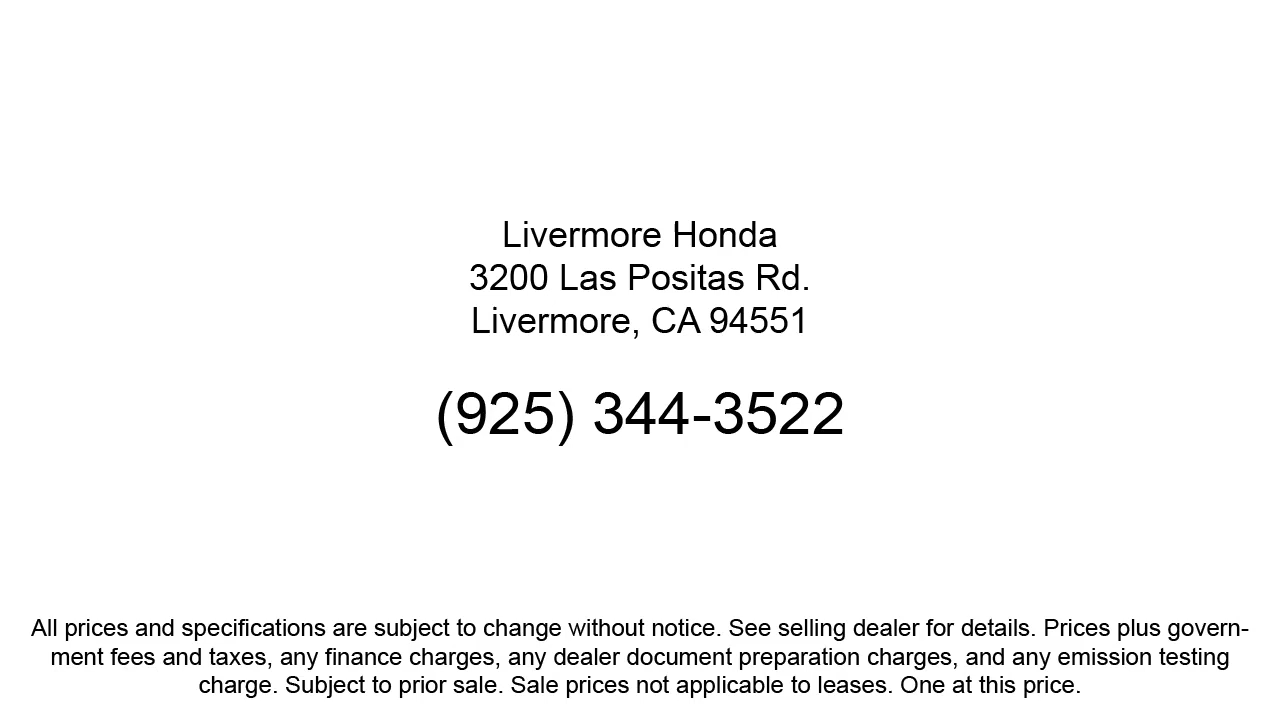 Livermore Honda
3200 Las Positas Rd.
Livermore, CA 94551
(925) 344-3522
All prices and specifications are subject to change without notice. See selling dealer for details. Prices plus govern-
ment fees and taxes, any finance charges, any dealer document preparation charges, and any emission testing
charge. Subject to prior sale. Sale prices not applicable to leases. One at this price.